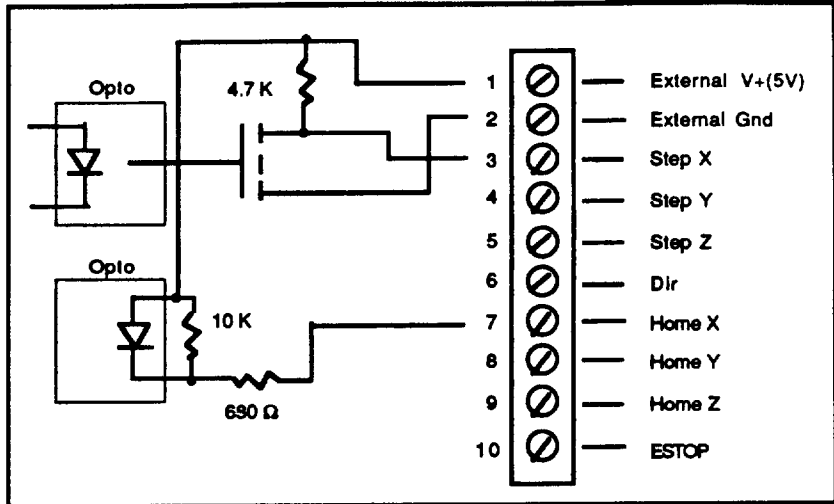 Opto
4.7 K
Opto
10 K
680 Ω
1 External V+(5V)
2 External Gnd
3 Step X
4 Step Y
5 Step Z
6 Dir
7 Home X
8 Home Y
9 Home Z
10 ESTOP